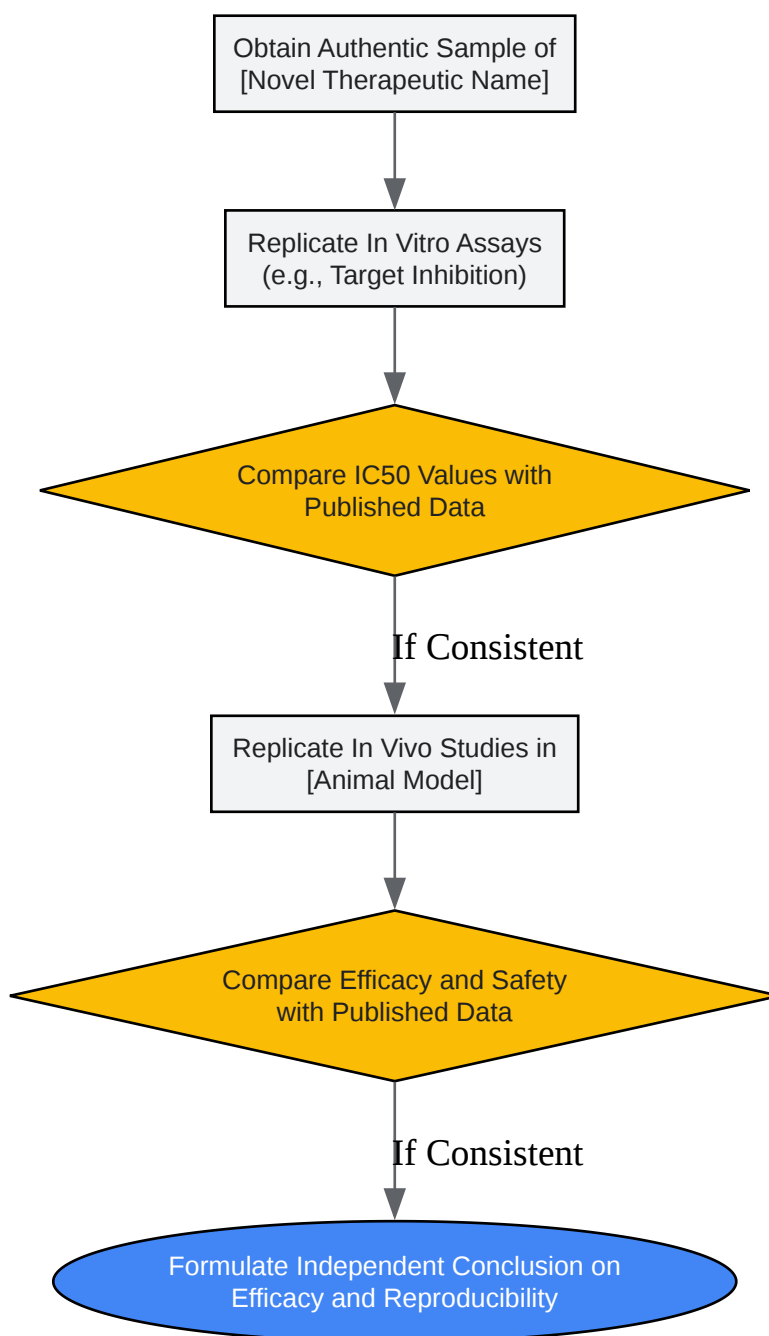 Obtain Authentic Sample of
[Novel Therapeutic Name]
Replicate In Vitro Assays
(e.g., Target Inhibition)
Compare IC50 Values with
Published Data
If Consistent
Replicate In Vivo Studies in
[Animal Model]
Compare Efficacy and Safety
with Published Data
If Consistent
Formulate Independent Conclusion on
Efficacy and Reproducibility